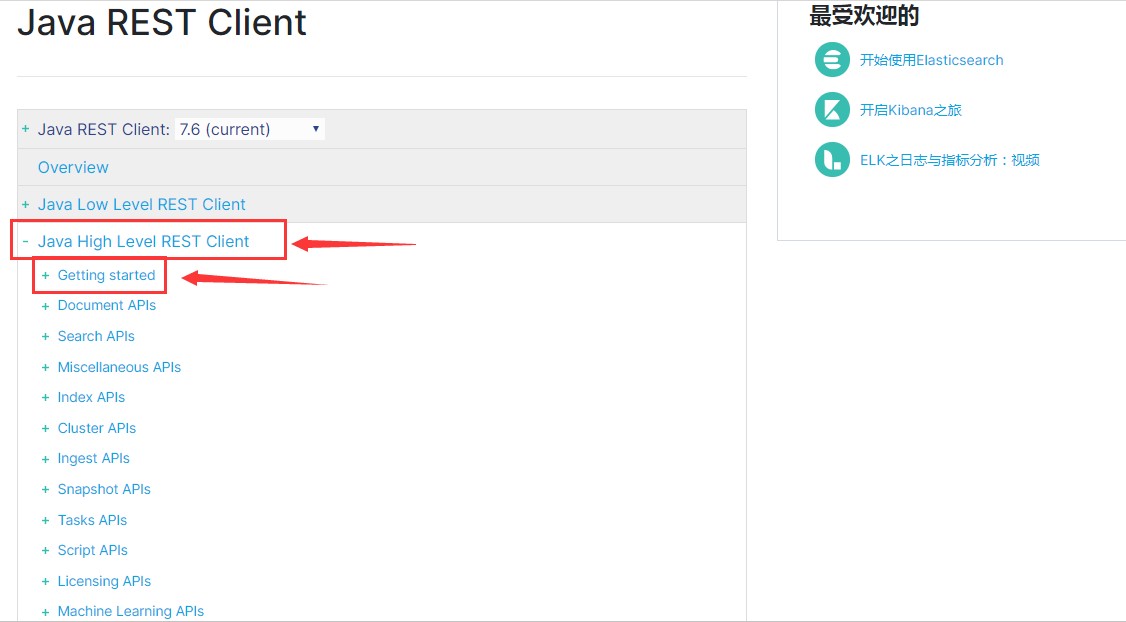 Java REST Client
+ Java REST Client: 7.6 (current) ▾
Overview
+ Java Low Level REST Client
- Java High Level REST Client
+ Getting started
+ Document APIs
+ Search APIs
+ Miscellaneous APIs
+ Index APIs
+ Cluster APIs
+ Ingest APIs
+ Snapshot APIs
+ Tasks APIs
+ Script APIs
+ Licensing APIs
+ Machine Learning APIs
最受欢迎的
开始使用Elasticsearch
开启Kibana之旅
ELK之日志与指标分析：视频